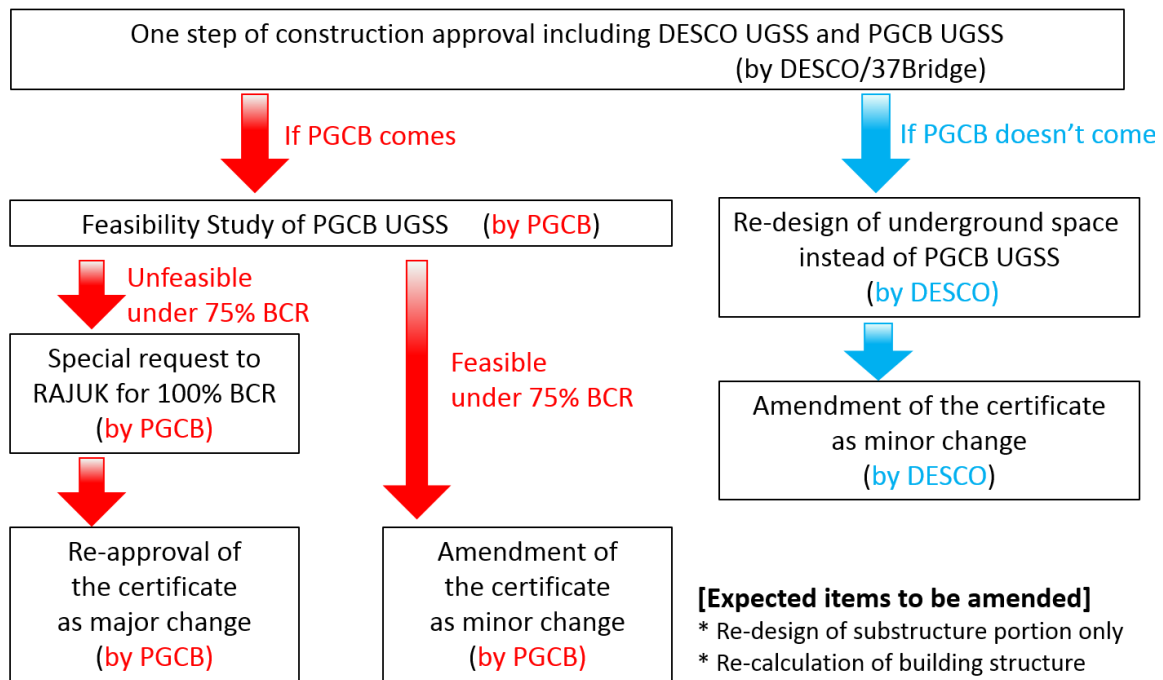 One step of construction approval including DESCO UGSS and PGCB UGSS
(by DESCO/37Bridge)
If PGCB comes
If PGCB doesn't come
Feasibility Study of PGCB UGSS (by PGCB)
Unfeasible
under 75% BCR
Special request to
RAJUK for 100% BCR
(by PGCB)
Feasible
under 75% BCR
Re-approval of
the certificate
as major change
(by PGCB)
Amendment of
the certificate
as minor change
(by PGCB)
Re-design of underground space
instead of PGCB UGSS
(by DESCO)
Amendment of the certificate
as minor change
(by DESCO)
[Expected items to be amended]
* Re-design of substructure portion only
* Re-calculation of building structure